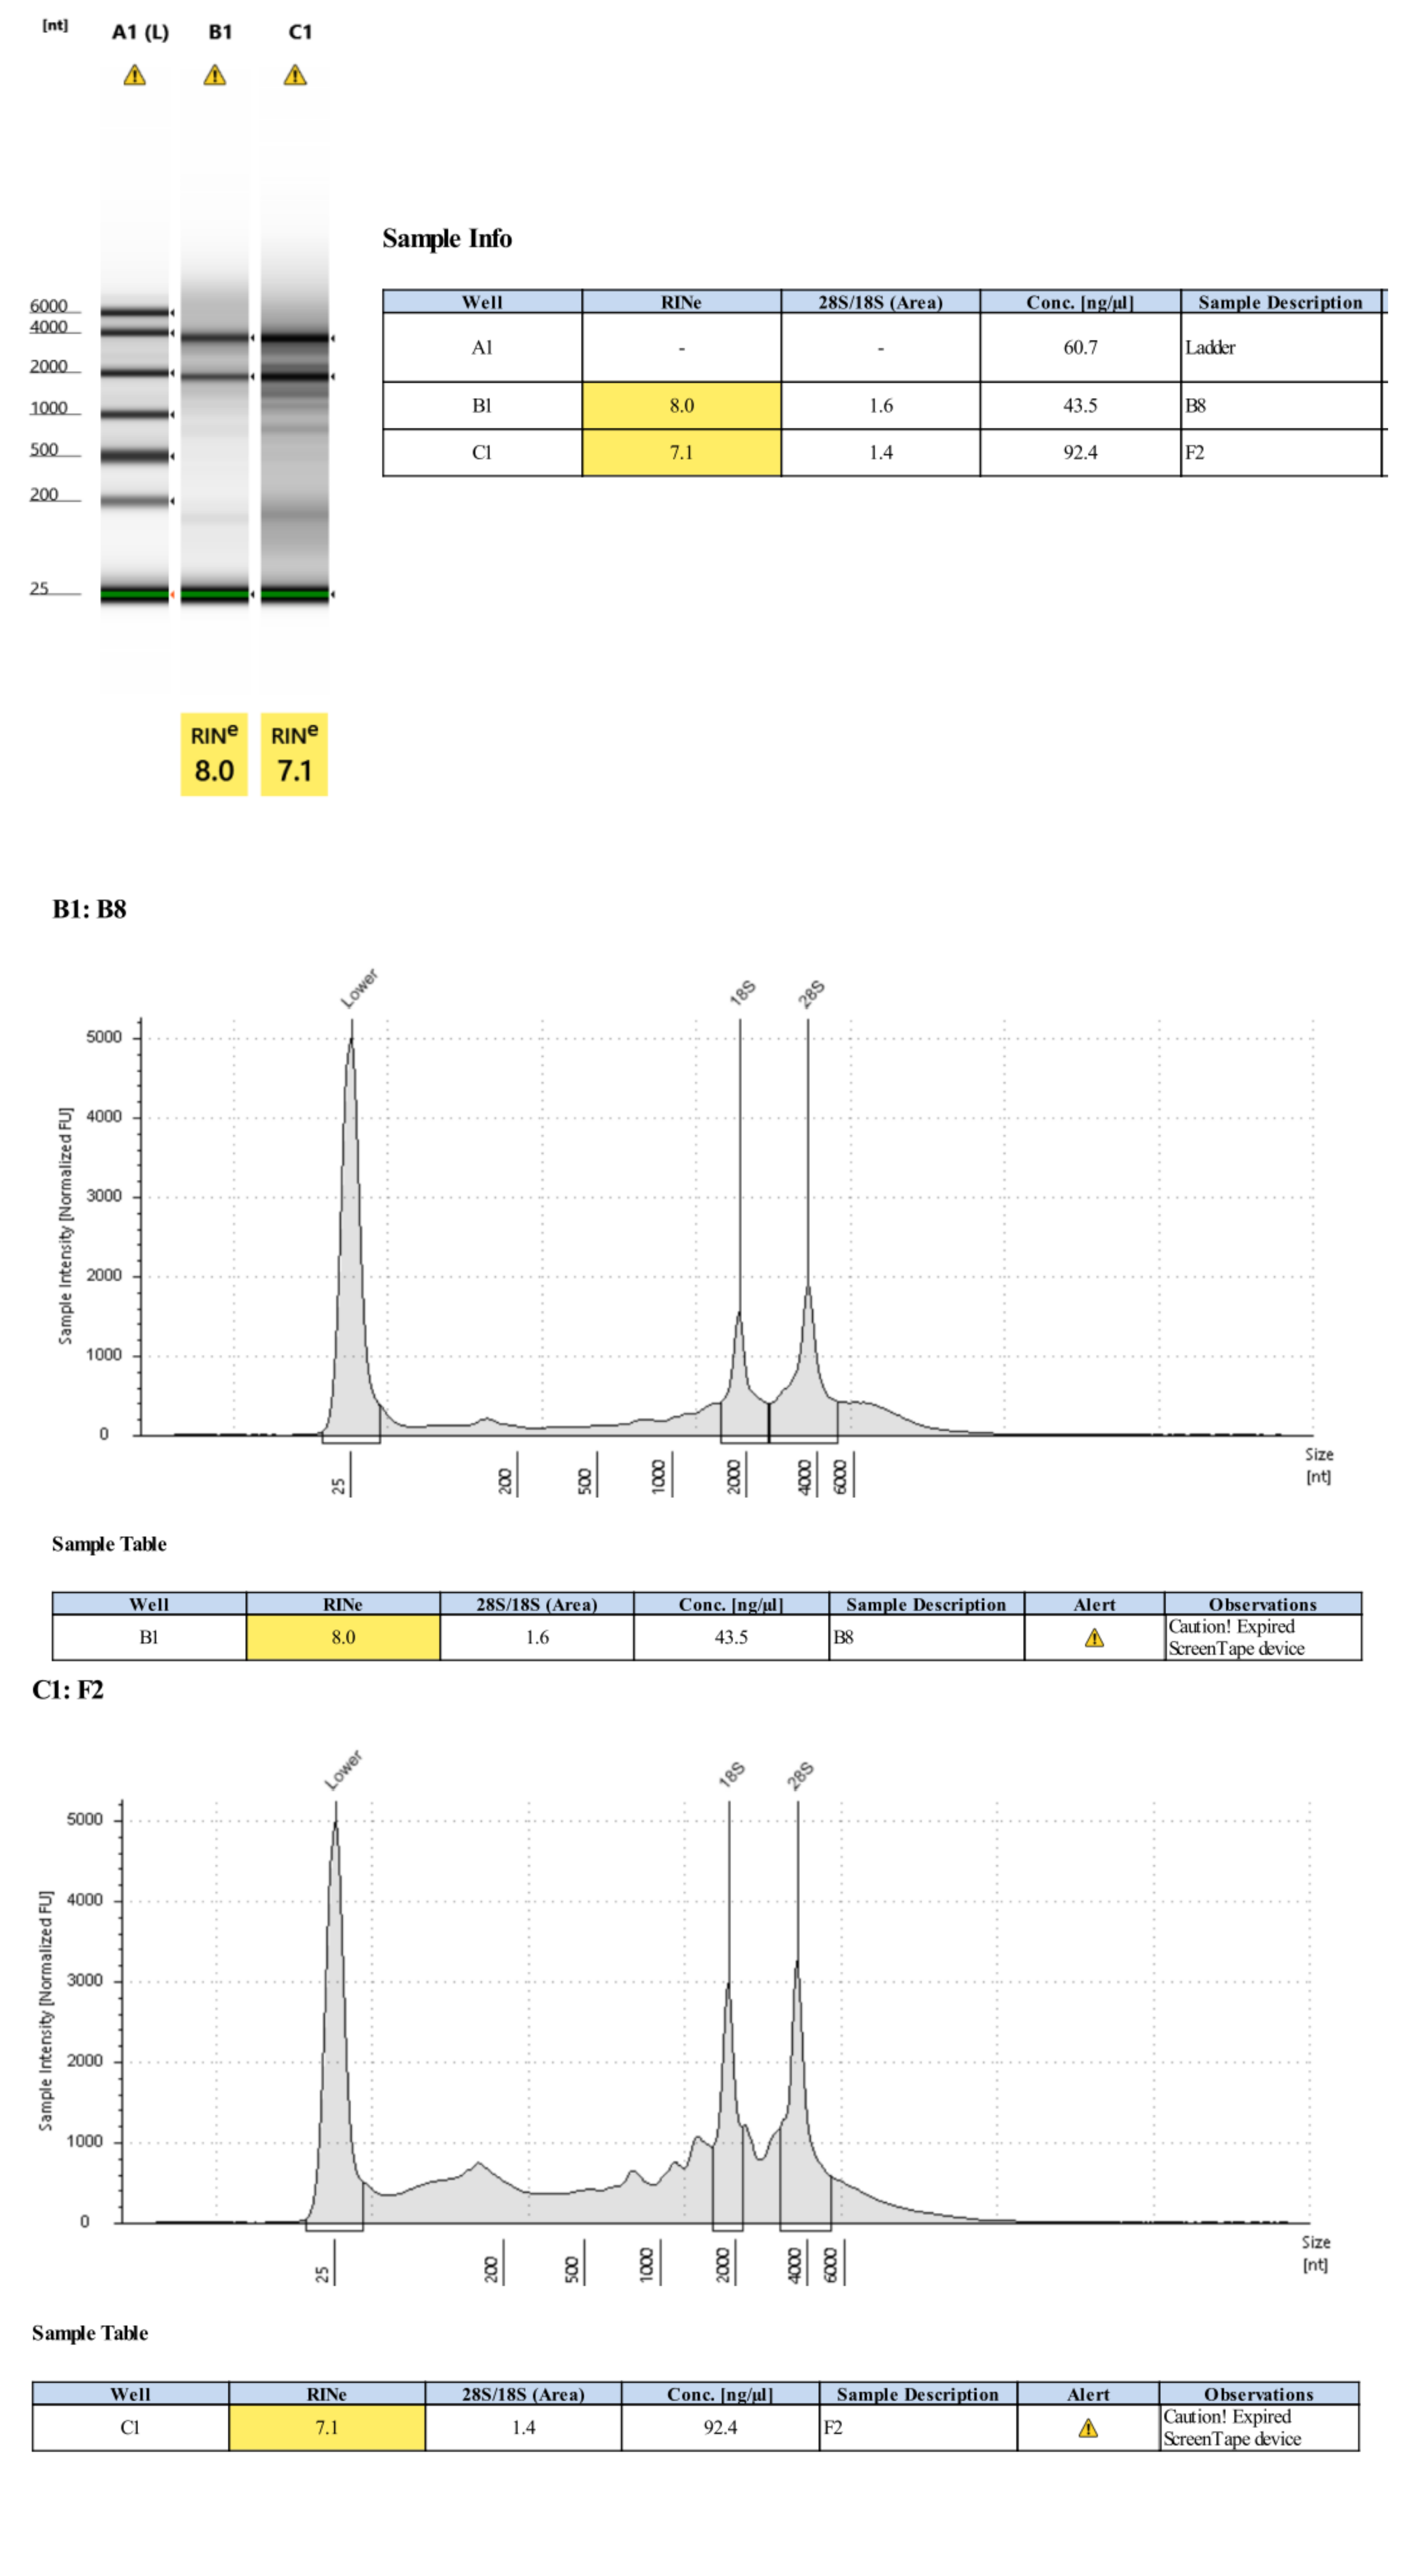 [nt] A1 (L) B1 C1
Sample Info
Well RINe 28S/18S (Area) Conc. [ng/µl] Sample Description
A1 - - 60.7 Ladder
B1 8.0 1.6 43.5 B8
C1 7.1 1.4 92.4 F2
6000
4000
2000
1000
500
200
25
RINe RINe
8.0 7.1
B1: B8
Lower 18S 28S
Sample Intensity [Normalized FU]
5000
4000
3000
2000
1000
0
25 200 500 1000 2000 4000 6000
Size
[nt]
Sample Table
Well RINe 28S/18S (Area) Conc. [ng/µl] Sample Description Alert Observations
B1 8.0 1.6 43.5 B8 Caution! Expired
ScreenTape device
C1: F2
Lower 18S 28S
Sample Intensity [Normalized FU]
5000
4000
3000
2000
1000
0
25 200 500 1000 2000 4000 6000
Size
[nt]
Sample Table
Well RINe 28S/18S (Area) Conc. [ng/µl] Sample Description Alert Observations
C1 7.1 1.4 92.4 F2 Caution! Expired
ScreenTape device